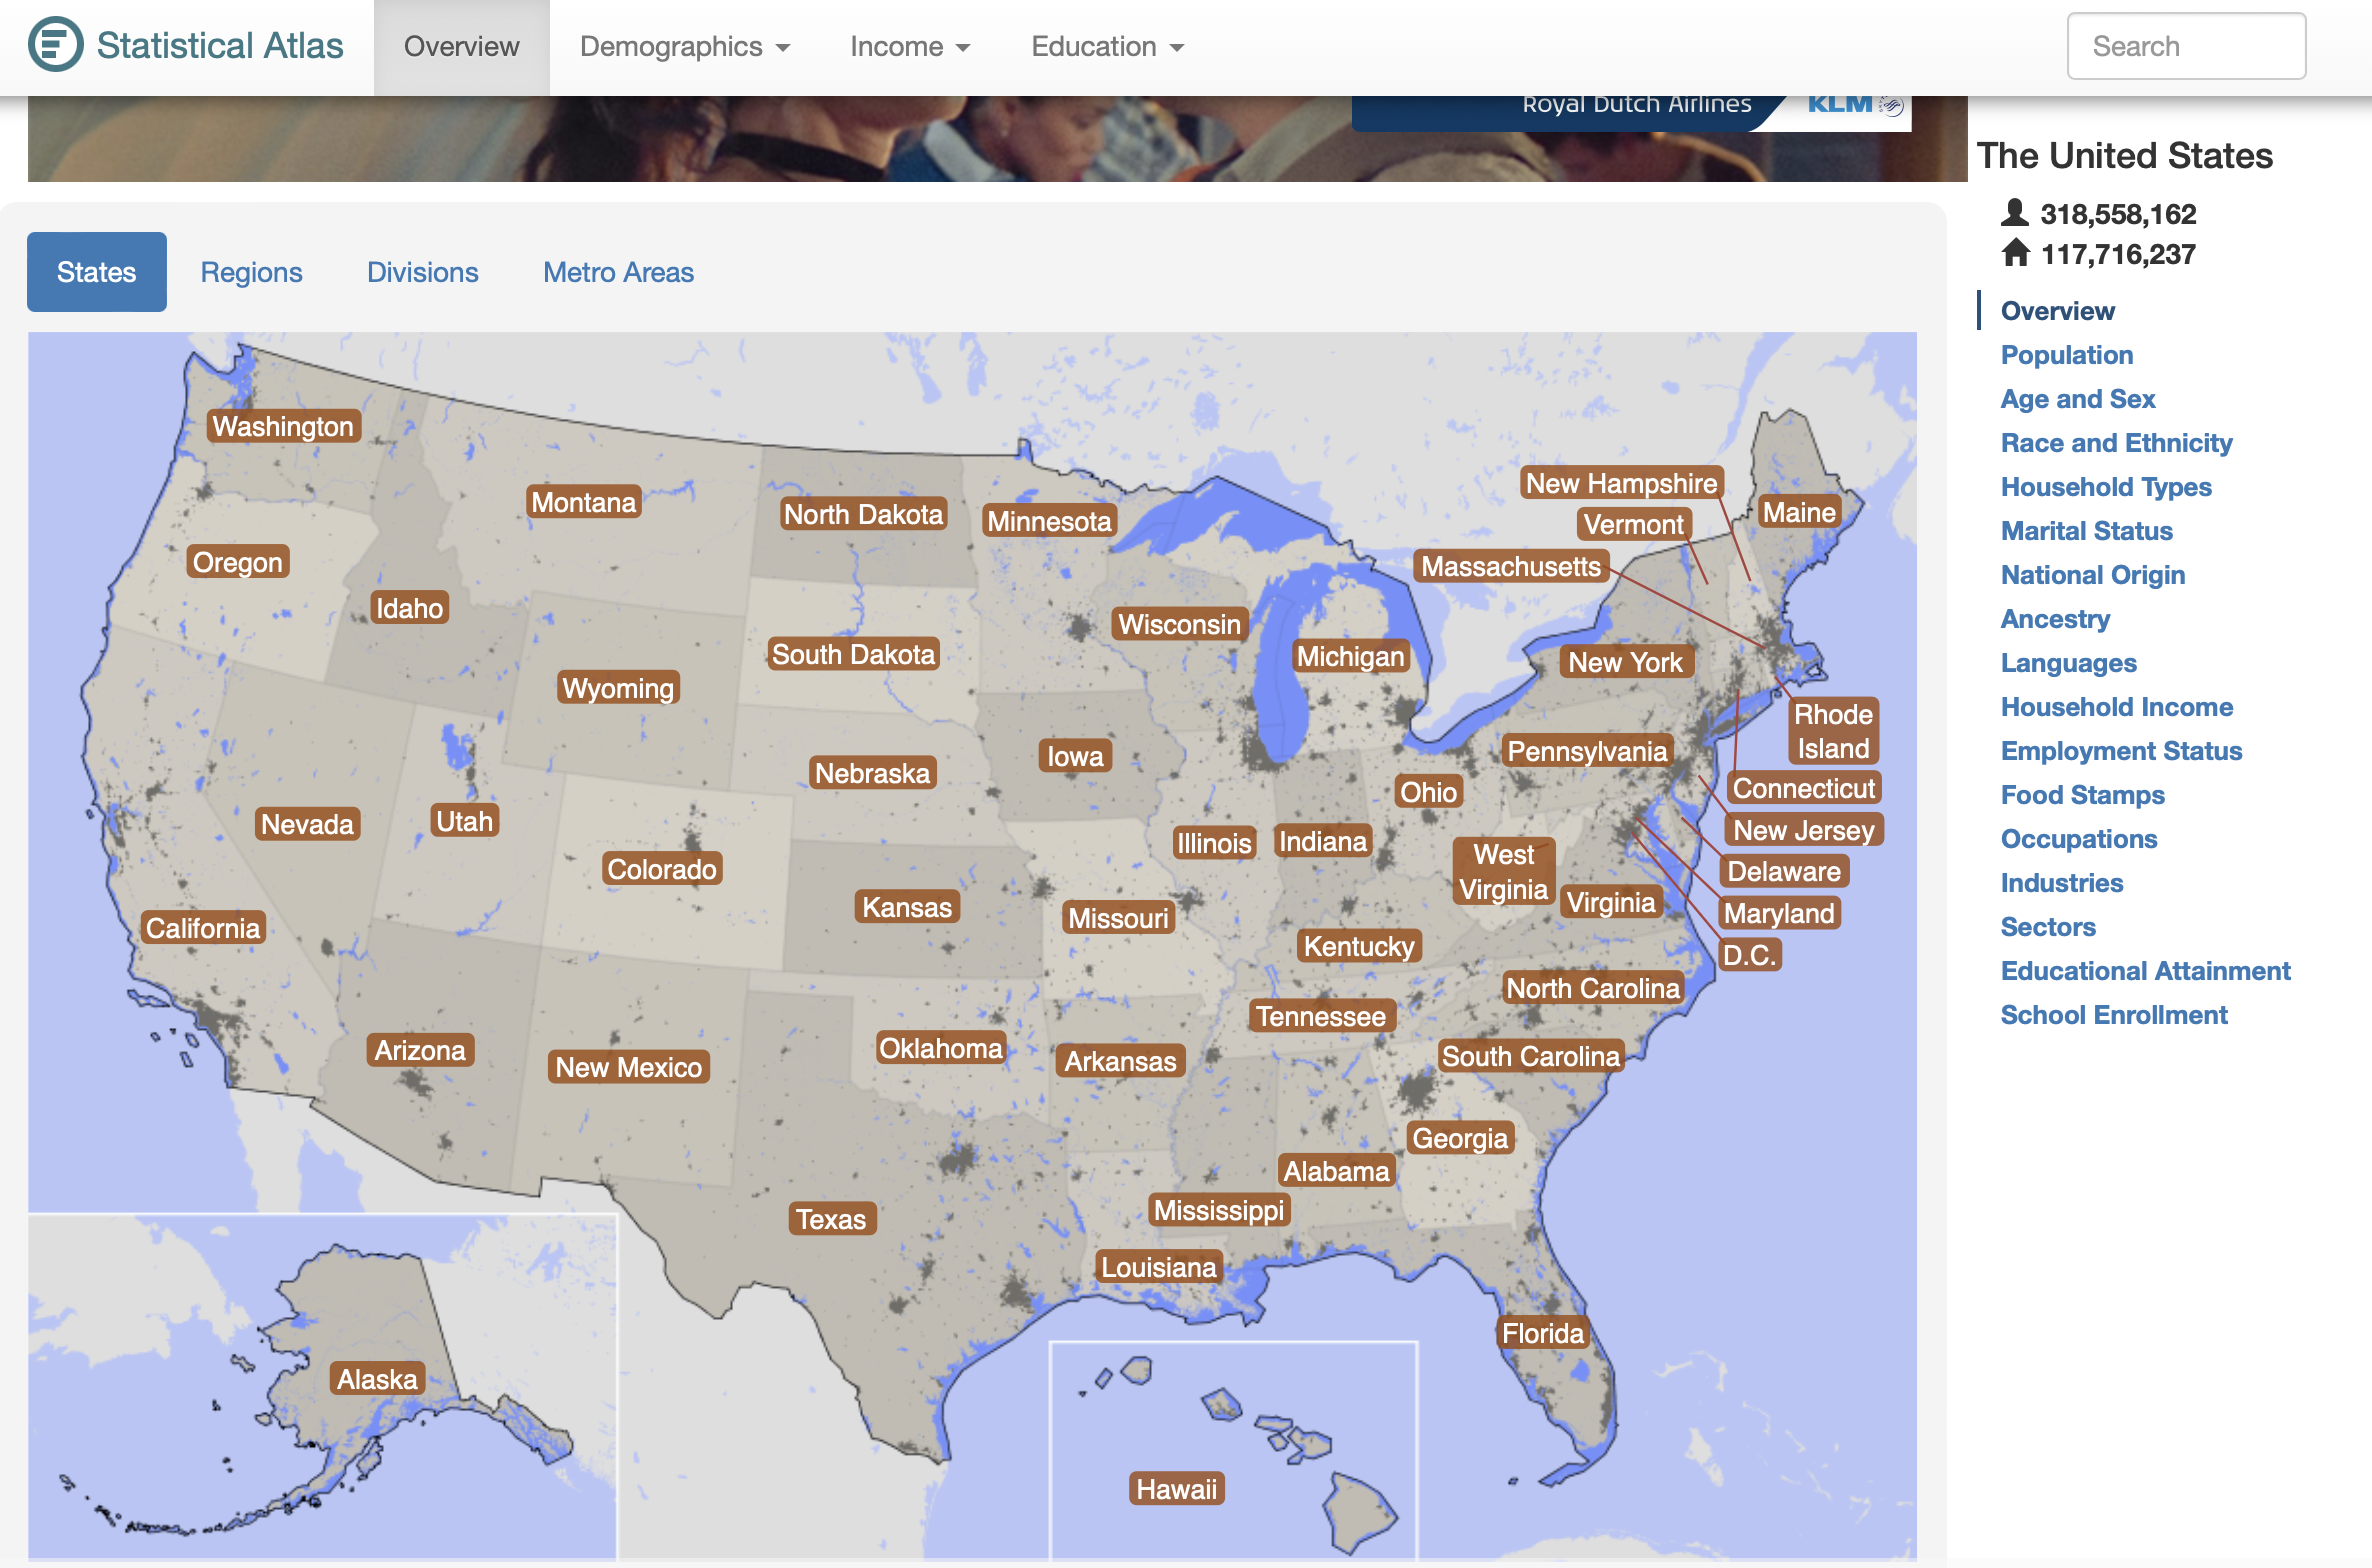 Statistical Atlas
Overview
Demographics
Income
Education
Search
Royal Dutch Airlines
KLM
The United States
318,558,162
117,716,237
States
Regions
Divisions
Metro Areas
Overview
Population
Age and Sex
Race and Ethnicity
Household Types
Marital Status
National Origin
Ancestry
Languages
Household Income
Employment Status
Food Stamps
Occupations
Industries
Sectors
Educational Attainment
School Enrollment
Washington
Montana
North Dakota
Minnesota
New Hampshire
Vermont
Maine
Massachusetts
Oregon
Idaho
Wisconsin
South Dakota
Michigan
New York
Wyoming
Rhode
Island
Pennsylvania
Iowa
Nebraska
Ohio
Connecticut
Nevada
Utah
New Jersey
Illinois
Indiana
West
Virginia
Colorado
Delaware
Kansas
Virginia
Missouri
Maryland
California
Kentucky
D.C.
North Carolina
Tennessee
Arizona
Oklahoma
South Carolina
New Mexico
Arkansas
Georgia
Alabama
Mississippi
Texas
Louisiana
Florida
Alaska
Hawaii